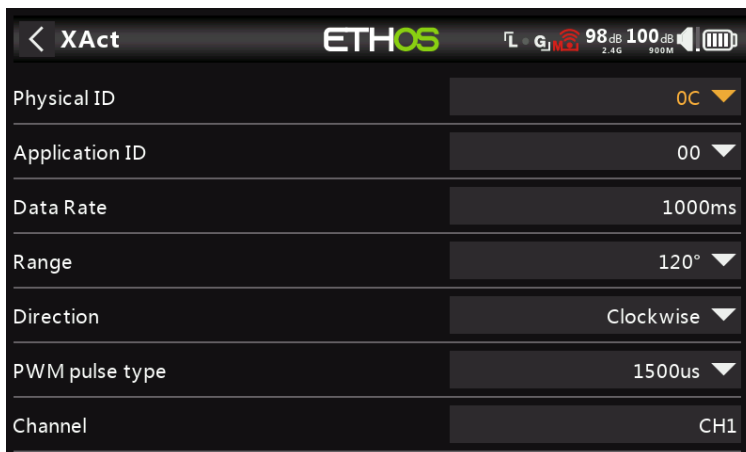 XAct ETHOS L G M 98dB 2.4G 100dB 900M
Physical ID 0C
Application ID 00
Data Rate 1000ms
Range 120°
Direction Clockwise
PWM pulse type 1500us
Channel CH1